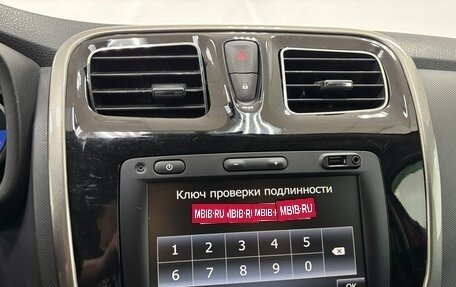 Ключ проверки подлинности
MBIB·RU MBIB·RU MBIB·RU MBIB·RU
1 2 3 4 5
6 7 8 9 0
OK